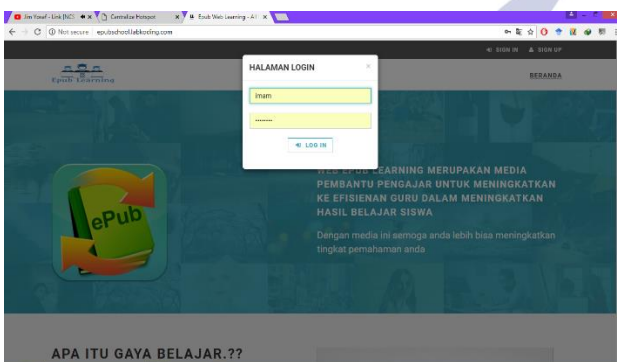 Jim Yosef - Link [NCS]
Centralize Hotspot
Epub Web Learning - A
Not secure
epubschool.labkoding.com
SIGN IN SIGN UP
Epub Learning
BERANDA
HALAMAN LOGIN
×
imam
LOG IN
WEB EPUB LEARNING MERUPAKAN MEDIA
PEMBANTU PENGAJAR UNTUK MENINGKATKAN
KE EFISIENAN GURU DALAM MENINGKATKAN
HASIL BELAJAR SISWA
Dengan media ini semoga anda lebih bisa meningkatkan
tingkat pemahaman anda
ePub
APA ITU GAYA BELAJAR.??